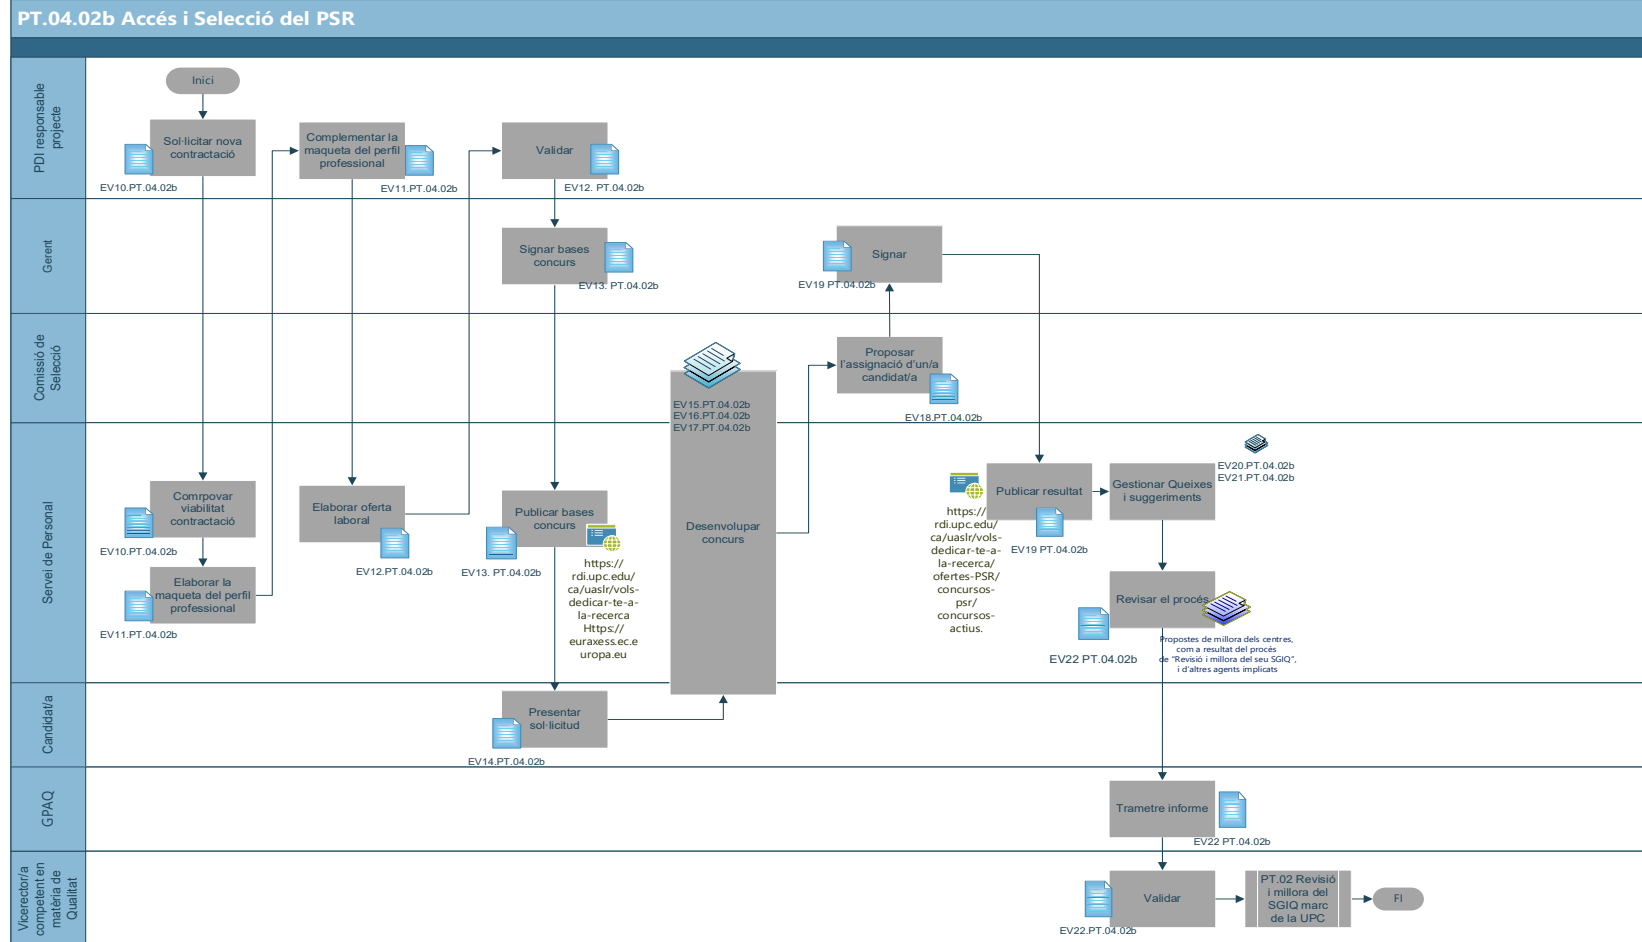 PT.04.02b Accés i Selecció del PSR
PDI responsable
projecte
Inici
Sol·licitar nova
contractació
EV10.PT.04.02b
Complementar la
maqueta del perfil
professional
EV11.PT.04.02b
Validar
EV12. PT.04.02b
Gerent
Signar bases
concurs
EV13. PT.04.02b
Signar
EV19 PT.04.02b
Comissió de
Selecció
EV15.PT.04.02b
EV16.PT.04.02b
EV17.PT.04.02b
Proposar
l'assignació d'un/a
candidat/a
EV18.PT.04.02b
Servei de Personal
Comrpovar
viabilitat
contractació
EV10.PT.04.02b
Elaborar la
maqueta del perfil
professional
EV11.PT.04.02b
Elaborar oferta
laboral
EV12.PT.04.02b
Publicar bases
concurs
EV13. PT.04.02b
https://
rdi.upc.edu/
ca/uaslr/vols-
dedicar-te-a-
la-recerca
Https://
euraxess.ec.e
uropa.eu
Desenvolupar
concurs
Publicar resultat
https://
rdi.upc.edu/
ca/uaslr/vols-
dedicar-te-a-
la-recerca/
ofertes-PSR/
concursos-
psr/
concursos-
actius.
EV19 PT.04.02b
Gestionar Queixes
i suggeriments
EV20.PT.04.02b
EV21.PT.04.02b
Revisar el procés
EV22 PT.04.02b
Propostes de millora dels centres,
com a resultat del procés
de "Revisió i millora del seu SGIQ",
i d'altres agents implicats
Candidat/a
Presentar
sol·licitud
EV14.PT.04.02b
GPAQ
Trametre informe
EV22 PT.04.02b
Vicerector/a
competent en
matèria de
Qualitat
Validar
EV22.PT.04.02b
PT.02 Revisió
i millora del
SGIQ marc
de la UPC
FI